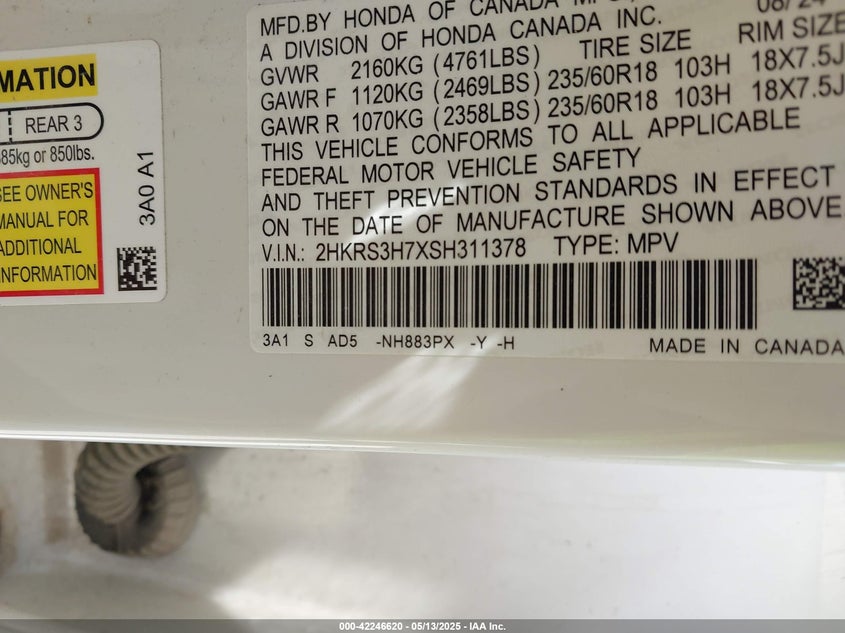 MATION
REAR 3
85kg or 850lbs.
SEE OWNER'S
MANUAL FOR
ADDITIONAL
INFORMATION
3A0 A1
MFD.BY HONDA OF CANADA
08/24
A DIVISION OF HONDA CANADA INC.
TIRE SIZE RIM SIZE
GVWR 2160KG (4761LBS)
GAWR F 1120KG (2469LBS) 235/60R18 103H 18X7.5J
GAWR R 1070KG (2358LBS) 235/60R18 103H 18X7.5J
THIS VEHICLE CONFORMS TO ALL APPLICABLE
FEDERAL MOTOR VEHICLE SAFETY
AND THEFT PREVENTION STANDARDS IN EFFECT
ON THE DATE OF MANUFACTURE SHOWN ABOVE.
V.I.N.: 2HKRS3H7XSH311378 TYPE: MPV
3A1 S AD5 -NH883PX -Y -H
MADE IN CANADA
000-42246620 - 05/13/2025 - IAA Inc.